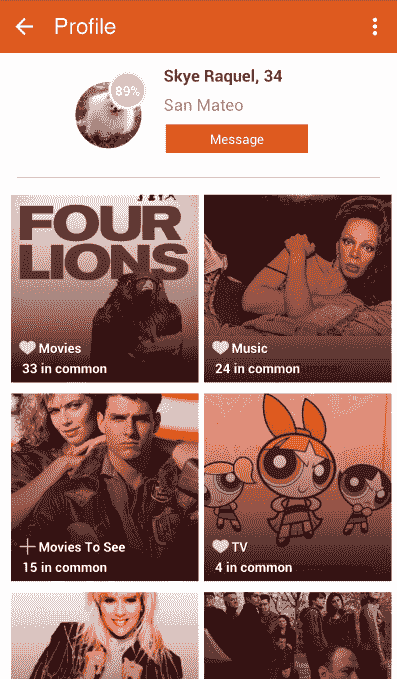 Profile
89%
Skye Raquel, 34
San Mateo
Message
FOUR
LIONS
Movies
33 in common
Music
24 in common
Movies To See
15 in common
TV
4 in common